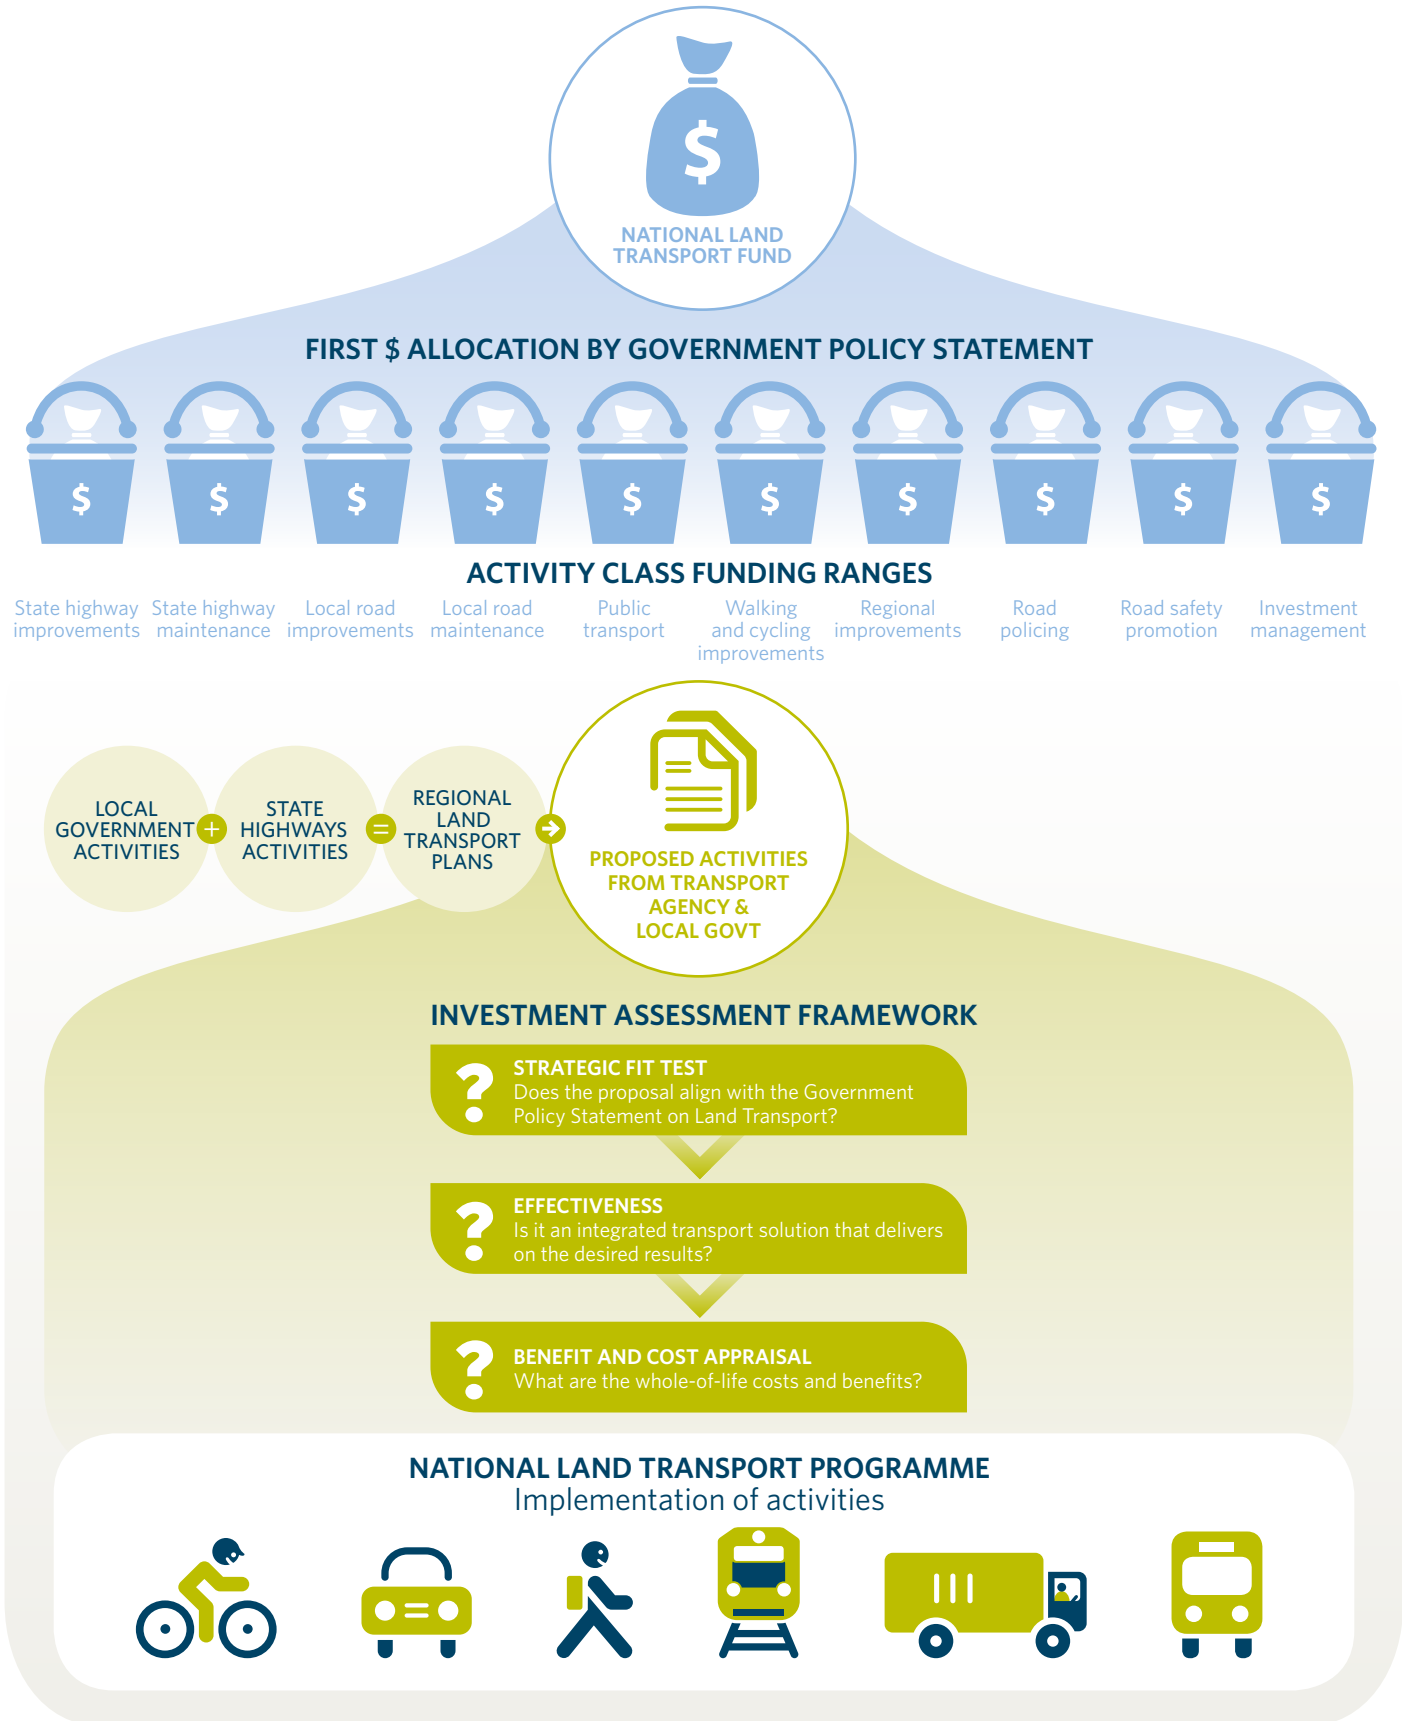 $
NATIONAL LAND
TRANSPORT FUND
FIRST $ ALLOCATION BY GOVERNMENT POLICY STATEMENT
$ $ $ $ $ $ $ $ $ $
ACTIVITY CLASS FUNDING RANGES
State highway
improvements
State highway
maintenance
Local road
improvements
Local road
maintenance
Public
transport
Walking
and cycling
improvements
Regional
improvements
Road
policing
Road safety
promotion
Investment
management
LOCAL
GOVERNMENT
ACTIVITIES
+
STATE
HIGHWAYS
ACTIVITIES
=
REGIONAL
LAND
TRANSPORT
PLANS
PROPOSED ACTIVITIES
FROM TRANSPORT
AGENCY &
LOCAL GOVT
INVESTMENT ASSESSMENT FRAMEWORK
?
STRATEGIC FIT TEST
Does the proposal align with the Government
Policy Statement on Land Transport?
?
EFFECTIVENESS
Is it an integrated transport solution that delivers
on the desired results?
?
BENEFIT AND COST APPRAISAL
What are the whole-of-life costs and benefits?
NATIONAL LAND TRANSPORT PROGRAMME
Implementation of activities